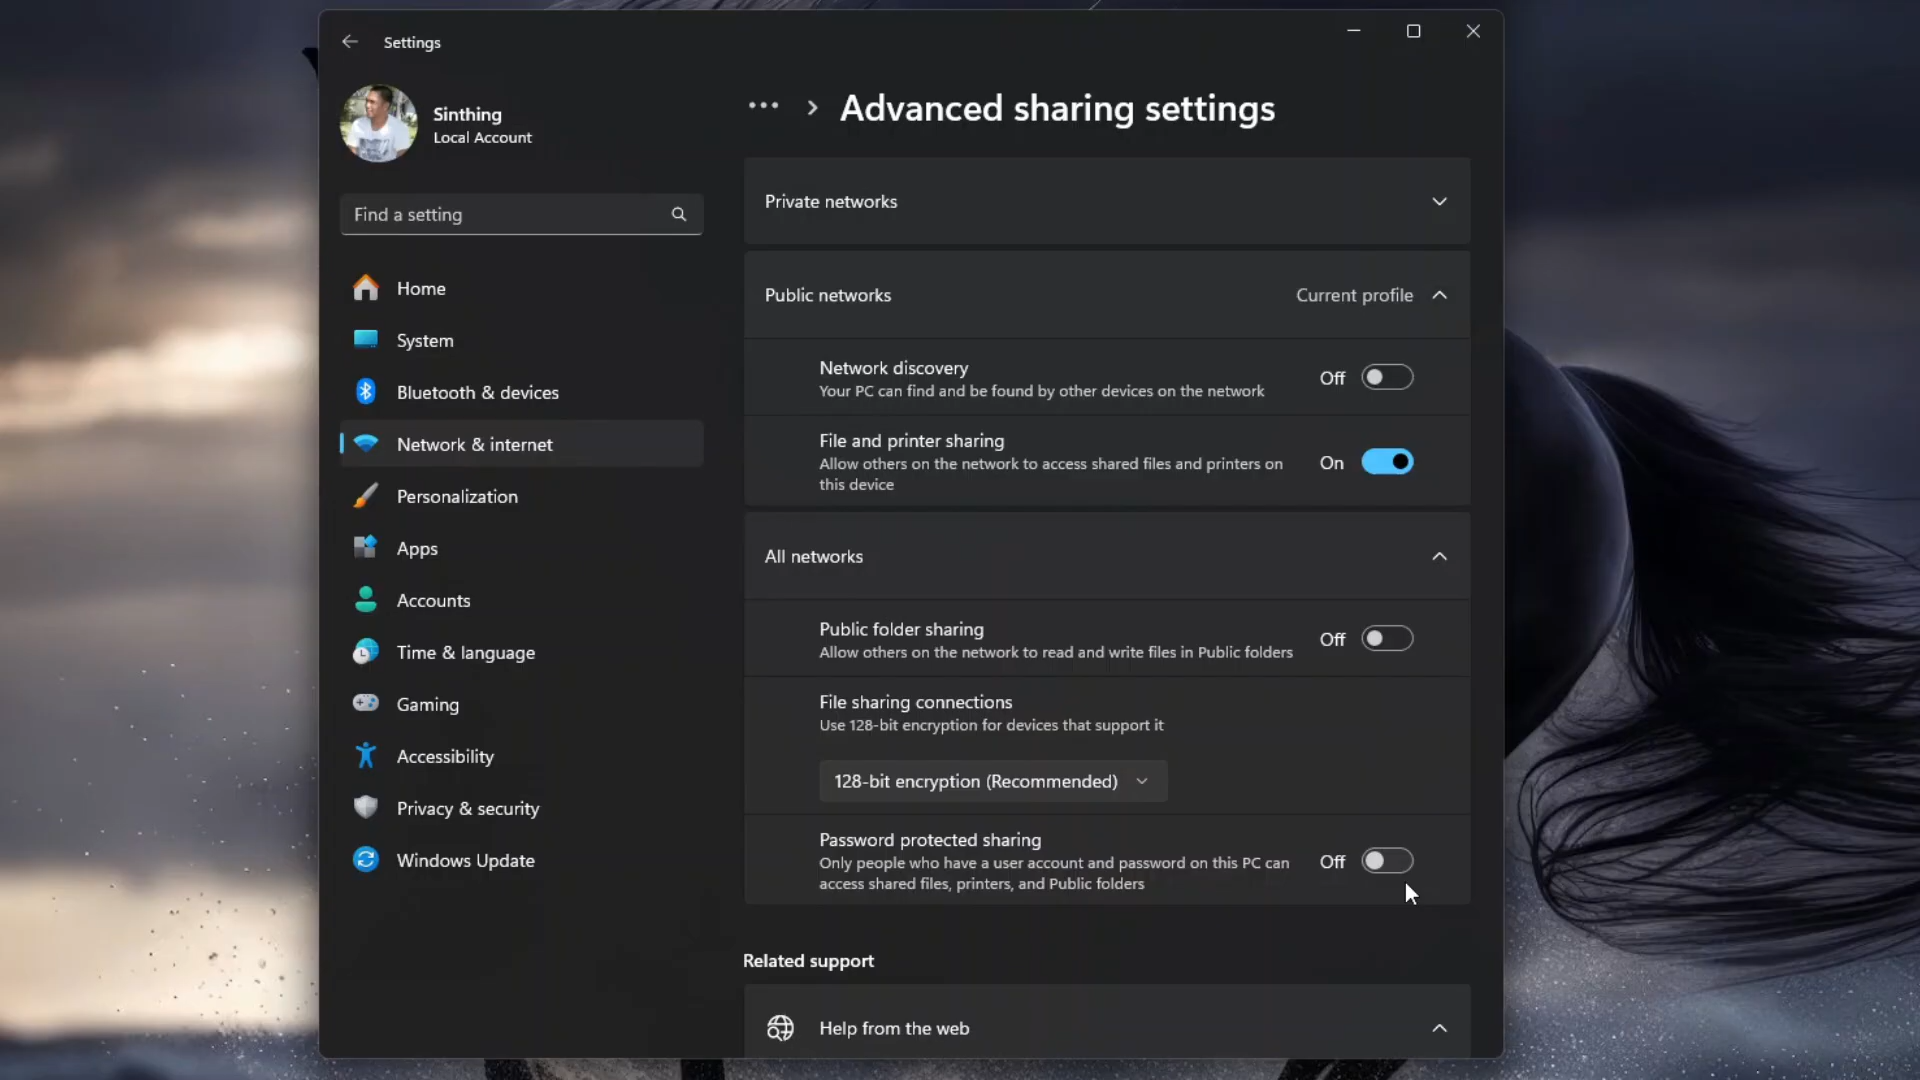 Settings
Sinthing
Local Account
Find a setting
Home
System
Bluetooth & devices
Network & internet
Personalization
Apps
Accounts
Time & language
Gaming
Accessibility
Privacy & security
Windows Update
Advanced sharing settings
Private networks
Public networks
Current profile
Network discovery
Your PC can find and be found by other devices on the network
Off
File and printer sharing
Allow others on the network to access shared files and printers on
this device
On
All networks
Public folder sharing
Allow others on the network to read and write files in Public folders
Off
File sharing connections
Use 128-bit encryption for devices that support it
128-bit encryption (Recommended)
Password protected sharing
Only people who have a user account and password on this PC can
access shared files, printers, and Public folders
Off
Related support
Help from the web